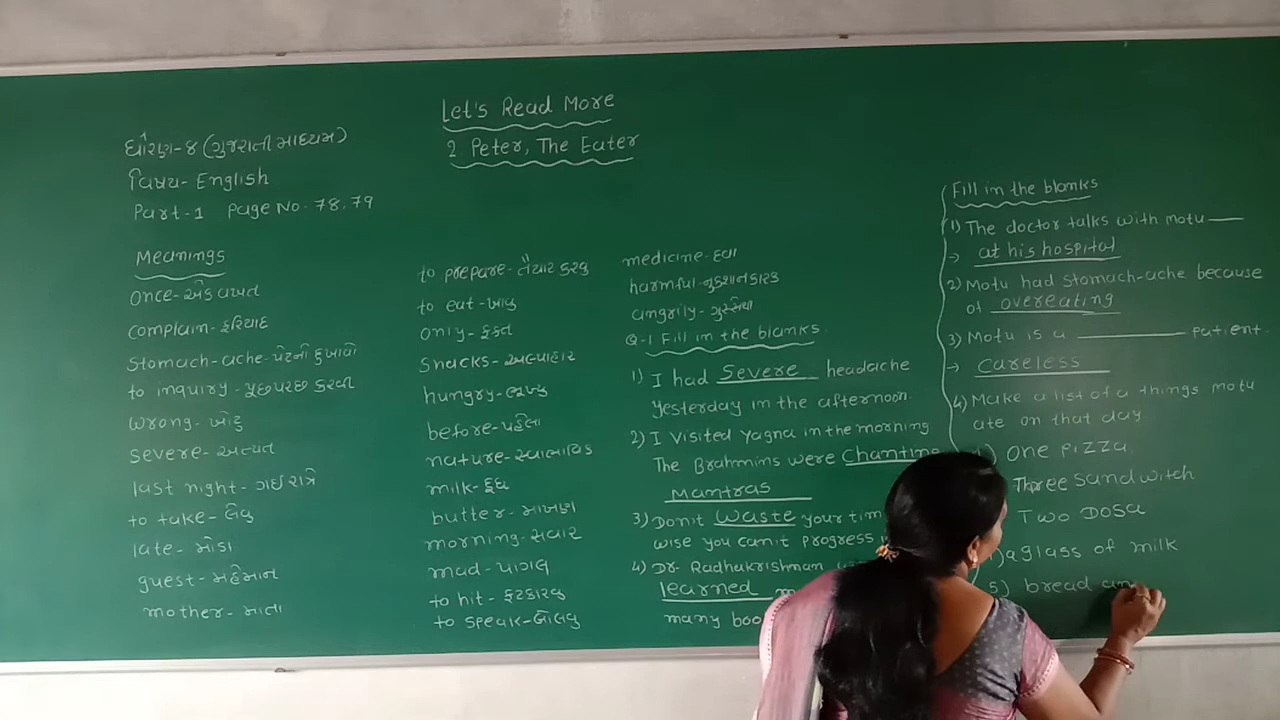 Let's Read More
2 Peter, The Eater
ધોરણ-૪ (ગુજરાતી માધ્યમ)
વિષય- English
Part-1 Page No. 78.79
Meanings
Once-એક વખત
Complain-ફરિયાદ
Stomach-ache-પેટનો દુખાવો
to inquiry-પુછપરછ કરવી
wrong-ખોટુ
Severe-અત્યંત
last night-ગઇ રાત્રે
to take-લેવુ
late-મોડા
guest-મહેમાન
mother-માતા
to prepare-તૈયાર કરવુ
to eat-ખાવુ
only-ફક્ત
Snacks-અલ્પાહાર
hungry-ભૂખ્યુ
before-પહેલા
nature-સ્વાભાવિક
milk-દૂધ
butter-માખણ
morning-સવાર
mad-પાગલ
to hit-ફટકારવુ
to speak-બોલવુ
medicine-દવા
harmful-નુકશાનકારક
angrily-ગુસ્સેથી
Q-1 Fill in the blanks.
1) I had Severe headache
yesterday in the afternoon.
2) I visited Yagna in the morning
The Brahmins were Chanting
Mantras
3) Don't waste your tim
wise you can't progress
4) Dr. Radhakrishnan
learned
many boo
Fill in the blanks
(1) The doctor talks with motu
→ at his hospital
2) Motu had stomach-ache because
of overeating
3) Motu is a ________ patient.
→ Careless
4) Make a list of a things motu
ate on that day
1) One Pizza.
Three Sandwitch
Two Dosa
) a glass of milk
5) bread an